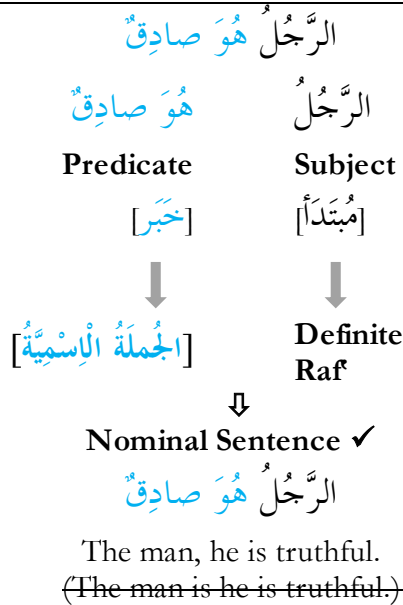 الرَّجُلُ هُوَ صادِقٌ
الرَّجُلُ هُوَ صادِقٌ
Predicate Subject
[مُبتَدَأ] [خَبَر]
[الجُملَةُ الْاِسْمِيَّةُ] Definite
Rafʿ
Nominal Sentence ✓
الرَّجُلُ هُوَ صادِقٌ
The man, he is truthful.
(The man is he is truthful.)